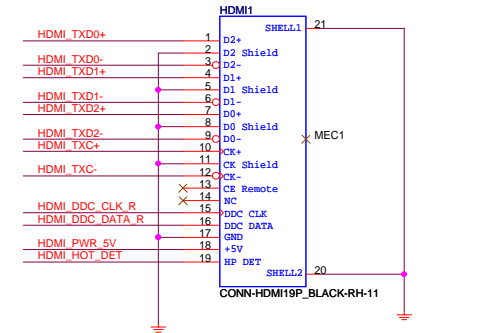 HDMI1
SHELL1 21
HDMI_TXD0+ 1 D2+
2 D2 Shield
HDMI_TXD0- 3 D2-
HDMI_TXD1+ 4 D1+
5 D1 Shield
HDMI_TXD1- 6 D1-
HDMI_TXD2+ 7 D0+
8 D0 Shield
MEC1
HDMI_TXD2- 9 D0-
HDMI_TXC+ 10 CK+
11 CK Shield
HDMI_TXC- 12 CK-
13 CE Remote
14 NC
HDMI_DDC_CLK_R 15 DDC CLK
HDMI_DDC_DATA_R 16 DDC DATA
17 GND
HDMI_PWR_5V 18 +5V
HDMI_HOT_DET 19 HP DET
SHELL2 20
CONN-HDMI19P_BLACK-RH-11